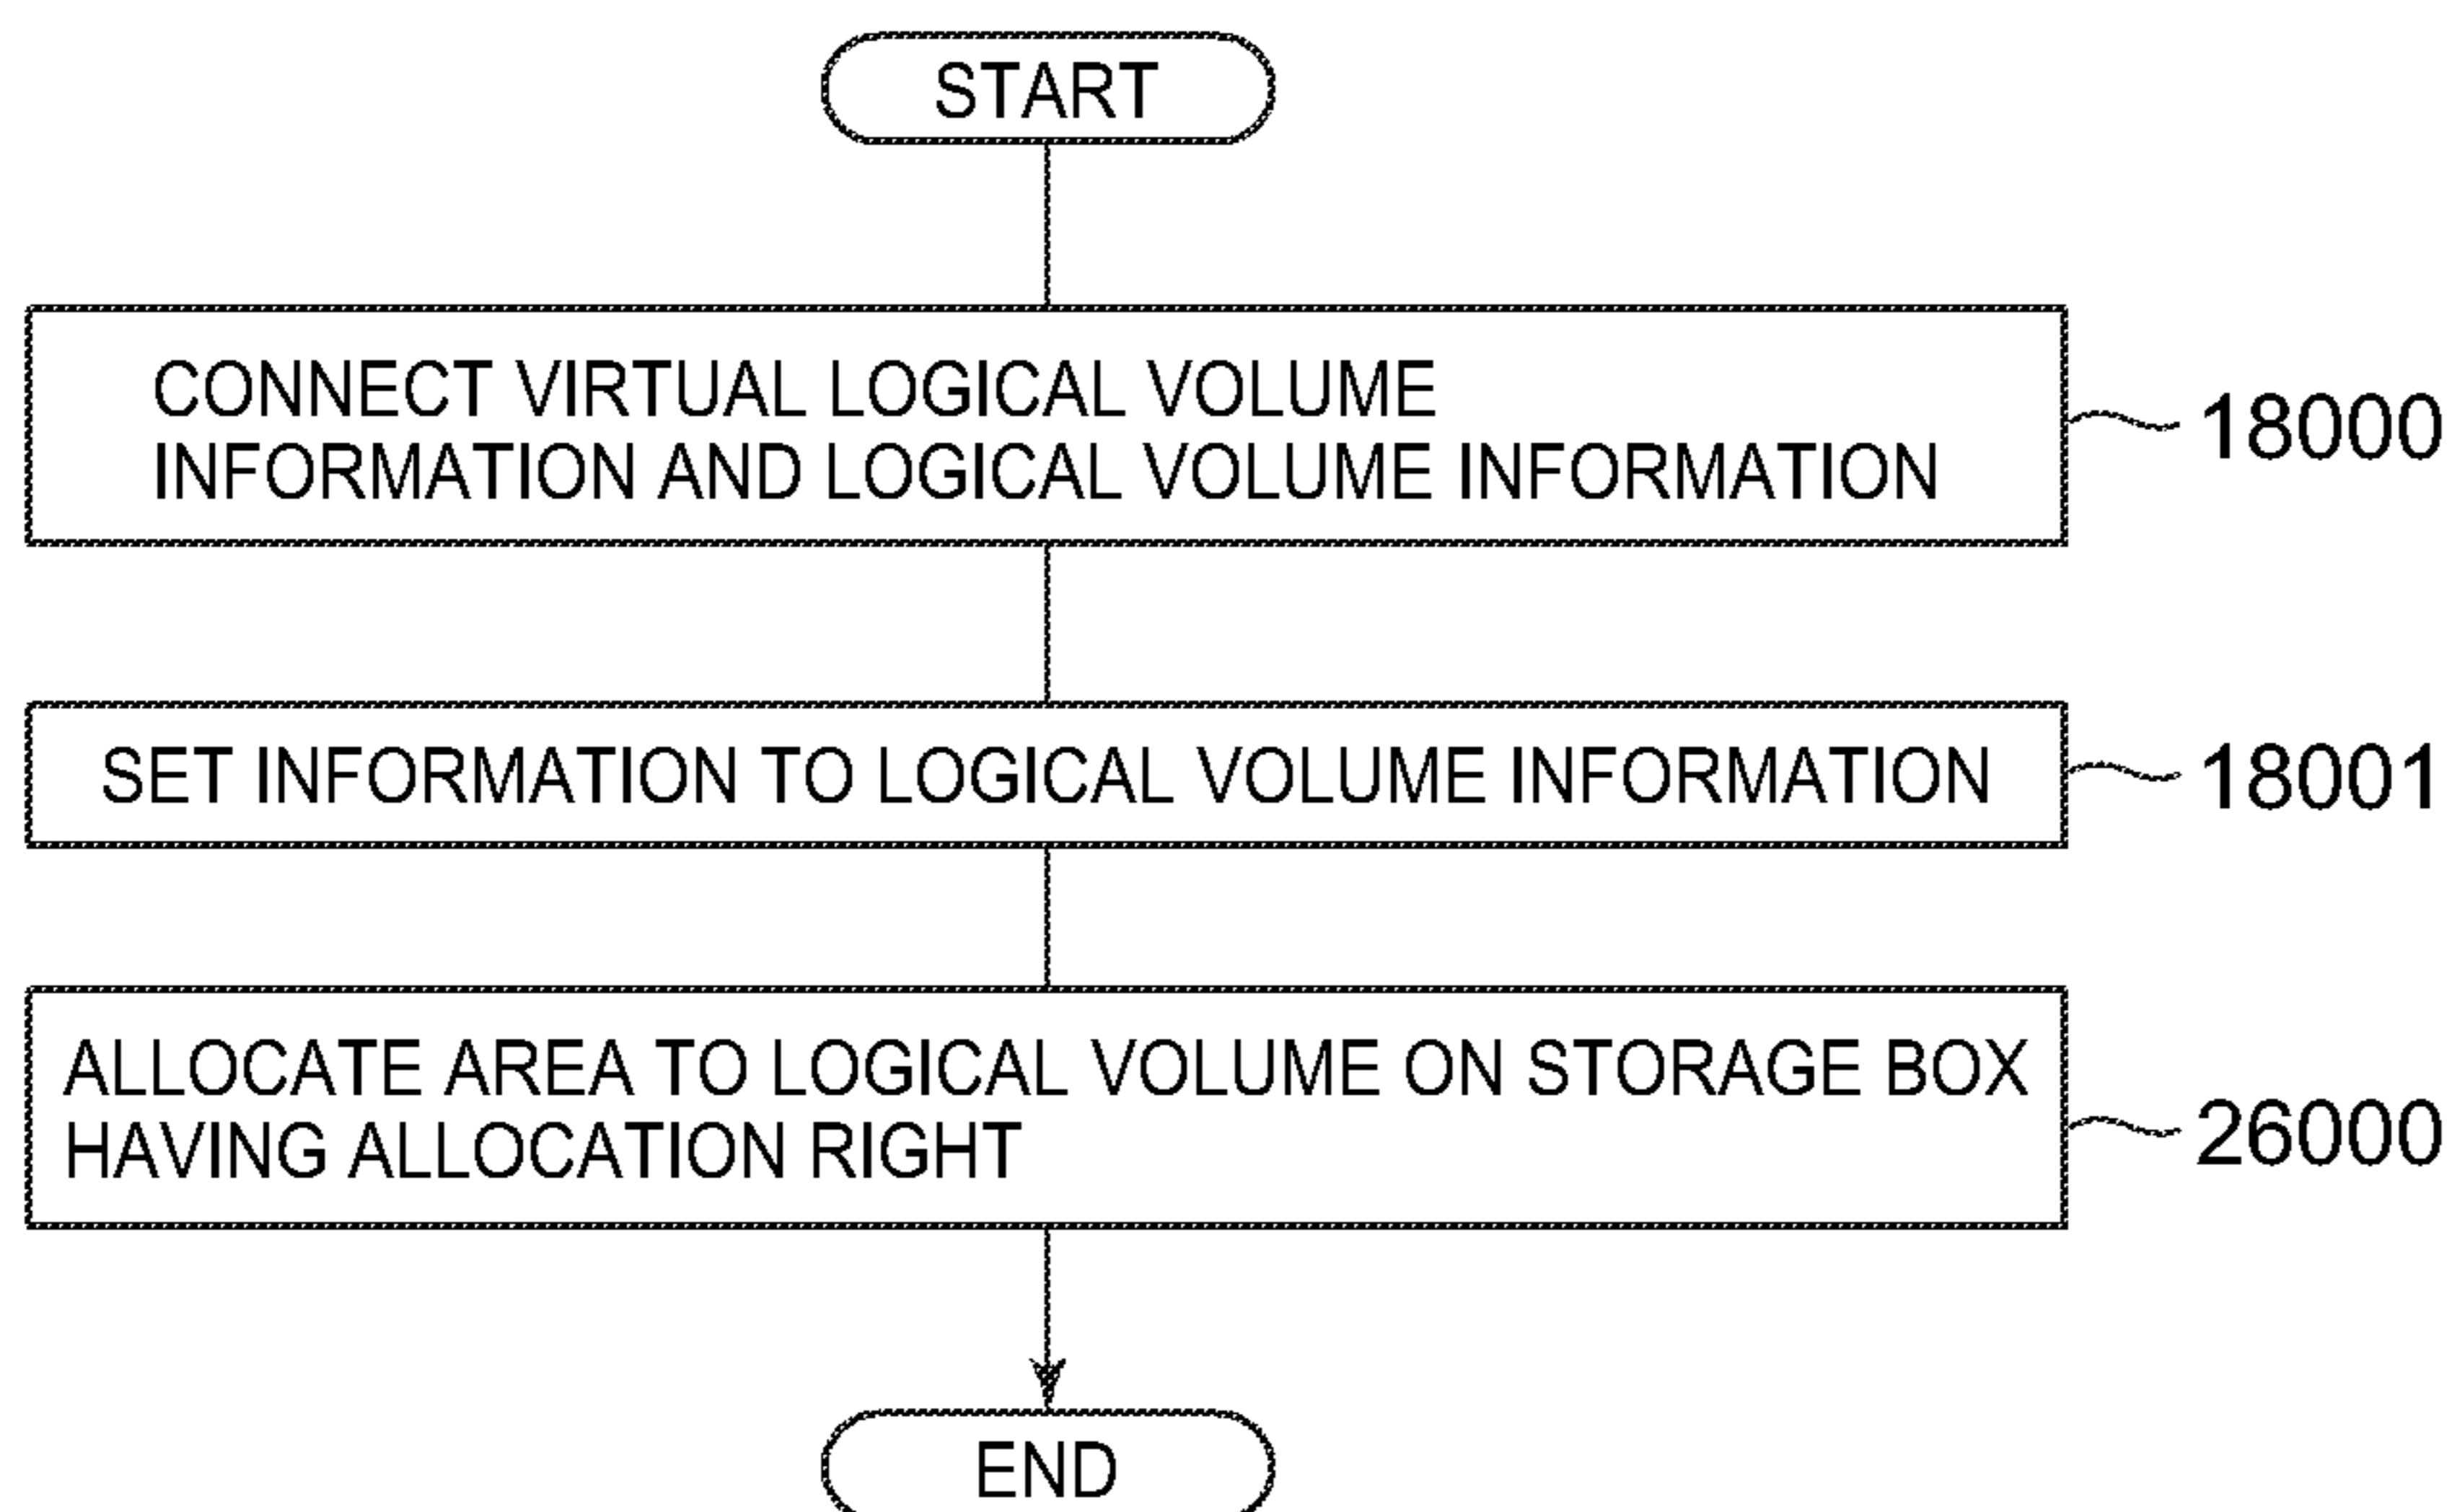 START
CONNECT VIRTUAL LOGICAL VOLUME
INFORMATION AND LOGICAL VOLUME INFORMATION
18000
SET INFORMATION TO LOGICAL VOLUME INFORMATION
18001
ALLOCATE AREA TO LOGICAL VOLUME ON STORAGE BOX
HAVING ALLOCATION RIGHT
26000
END